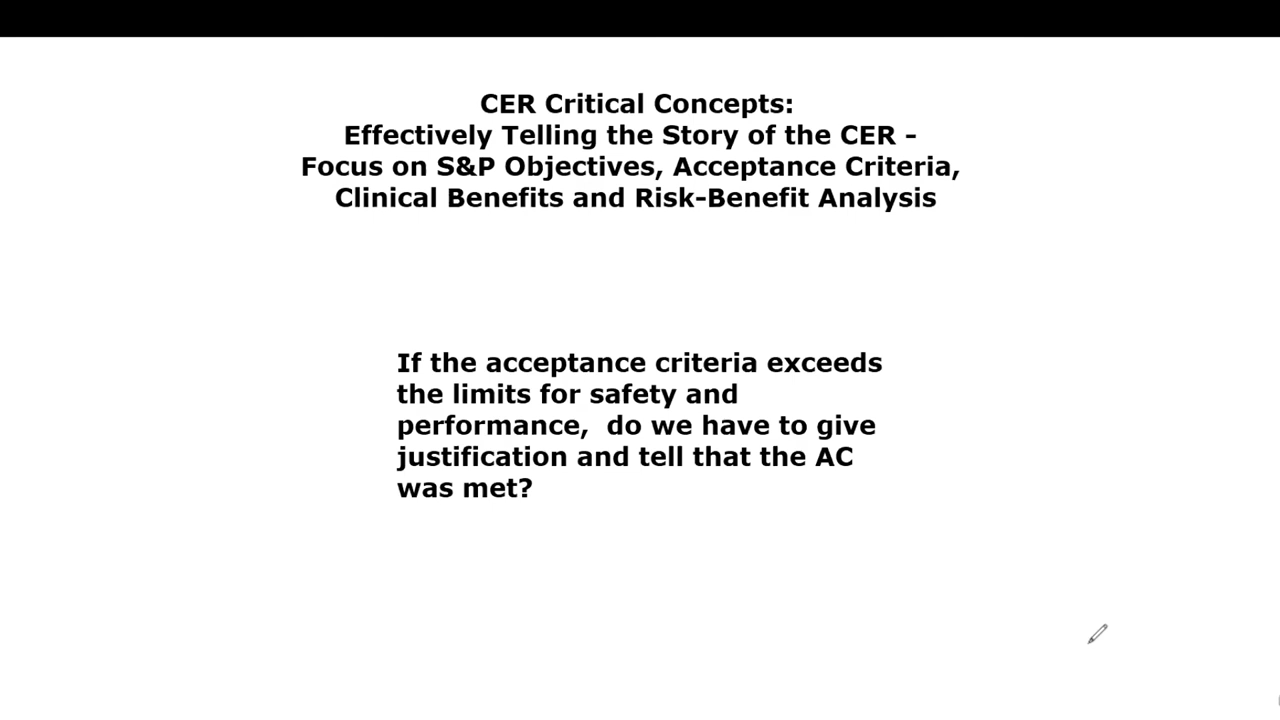 CER Critical Concepts:
Effectively Telling the Story of the CER –
Focus on S&P Objectives, Acceptance Criteria,
Clinical Benefits and Risk-Benefit Analysis
If the acceptance criteria exceeds
the limits for safety and
performance,  do we have to give
justification and tell that the AC
was met?